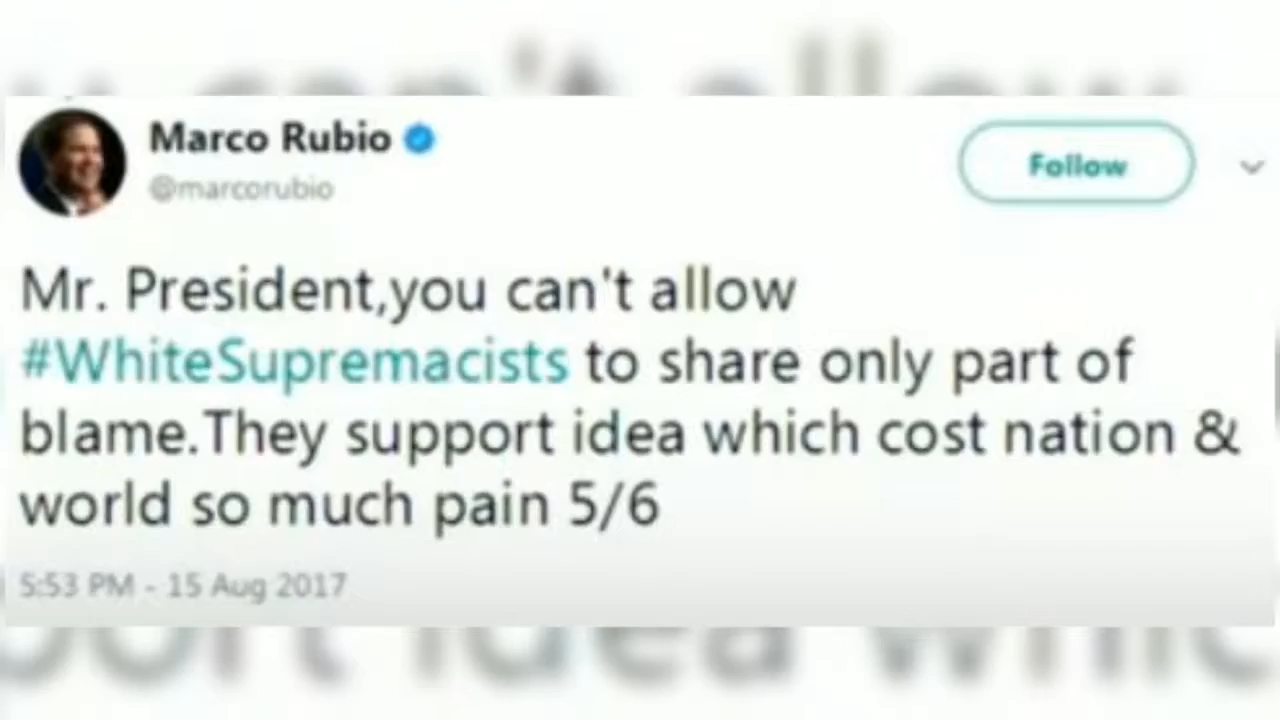 Marco Rubio
@marcorubio
Follow
Mr. President,you can't allow
#WhiteSupremacists to share only part of
blame.They support idea which cost nation &
world so much pain 5/6
5:53 PM - 15 Aug 2017